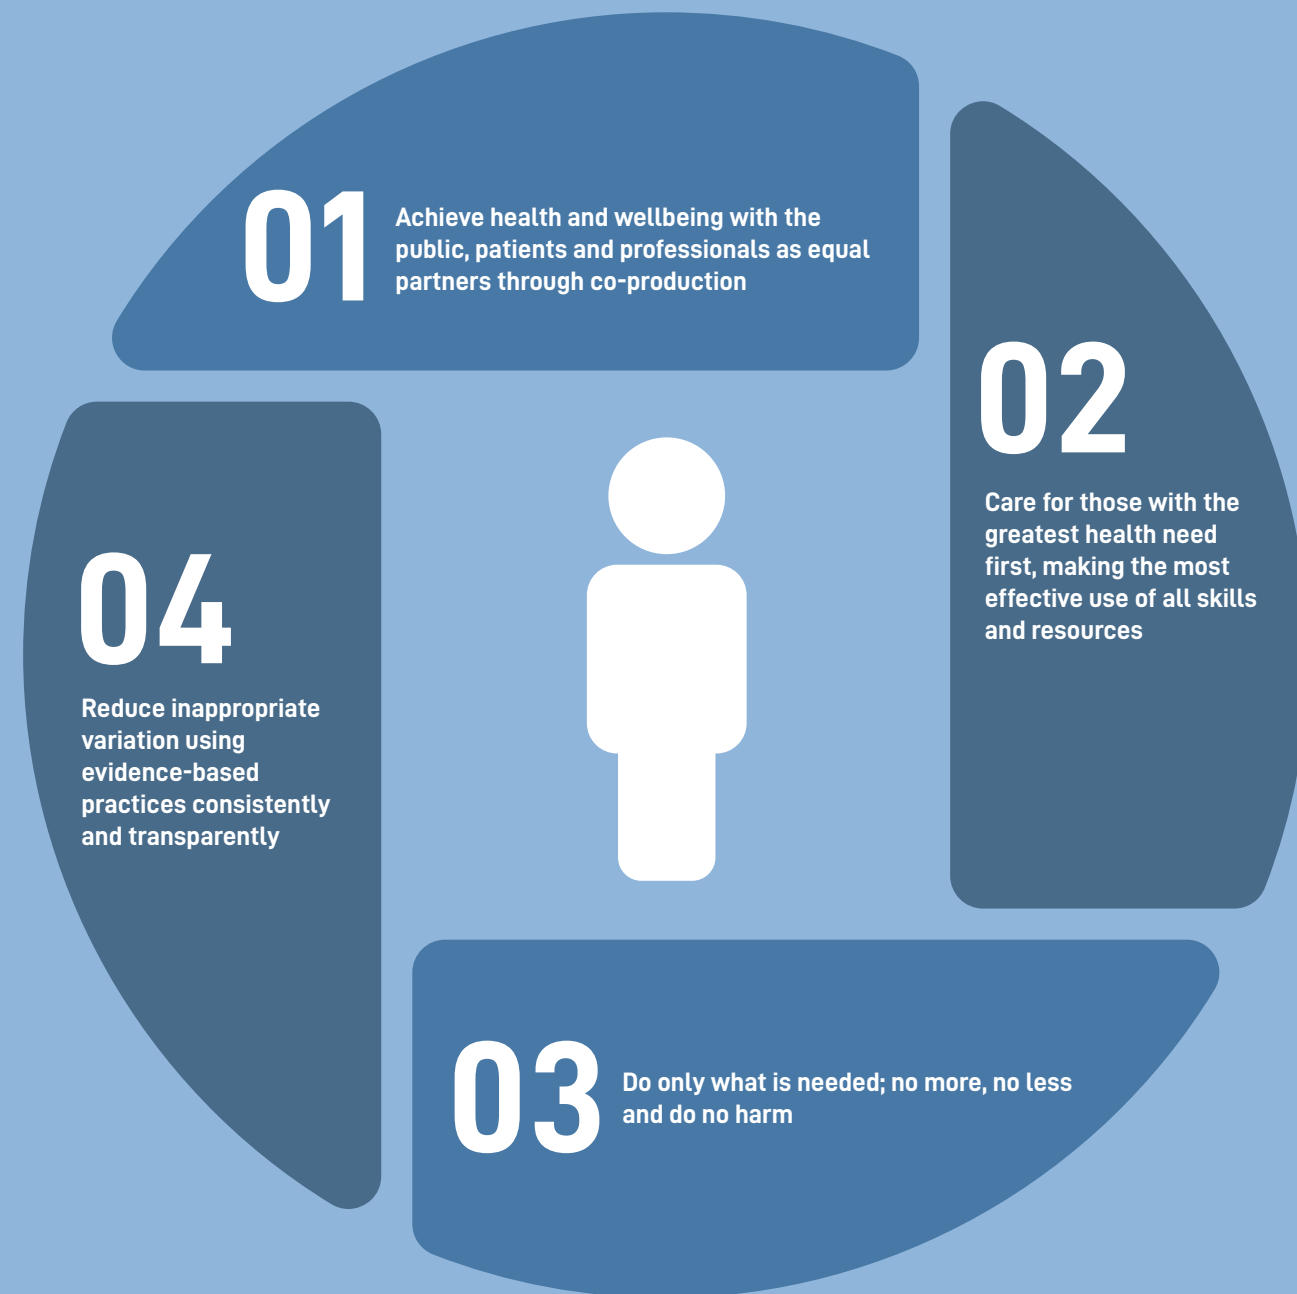 01
Achieve health and wellbeing with the
public, patients and professionals as equal
partners through co-production
02
Care for those with the
greatest health need
first, making the most
effective use of all skills
and resources
03
Do only what is needed; no more, no less
and do no harm
04
Reduce inappropriate
variation using
evidence-based
practices consistently
and transparently